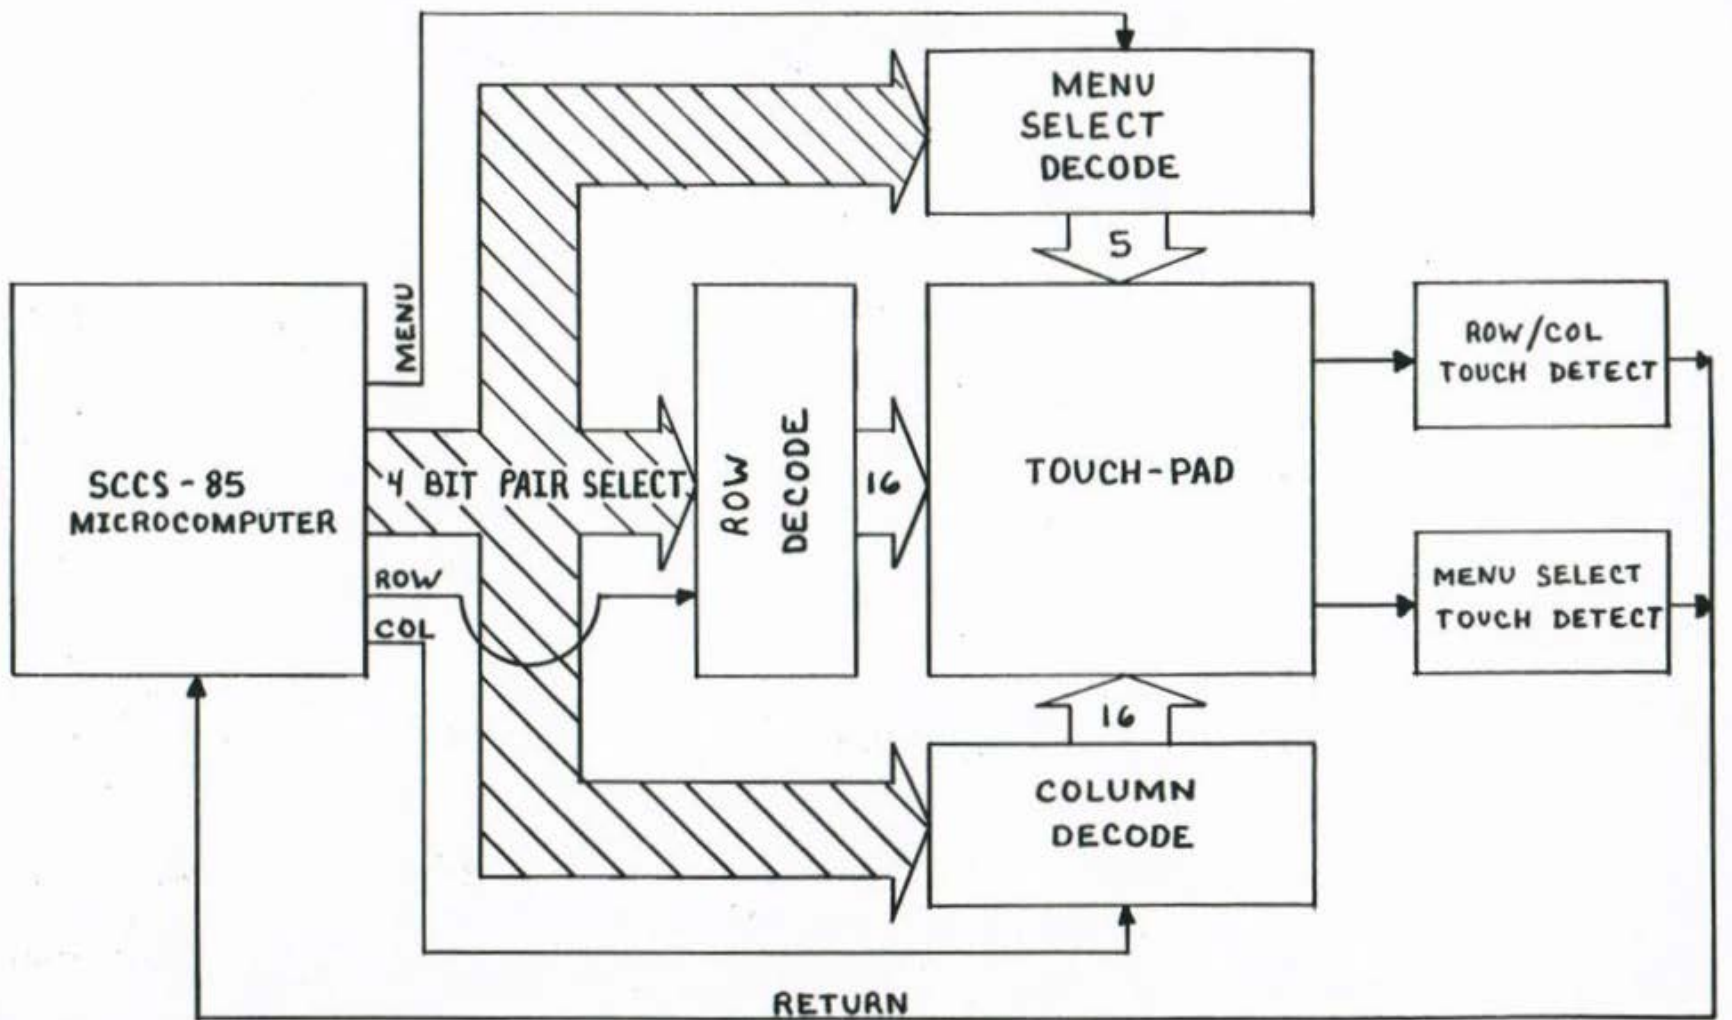 MENU
SELECT
DECODE
5
MENU
ROW/COL
TOUCH DETECT
SCCS-85
MICROCOMPUTER
4 BIT PAIR SELECT
ROW
DECODE
16
TOUCH-PAD
ROW
COL
MENU SELECT
TOUCH DETECT
16
COLUMN
DECODE
RETURN